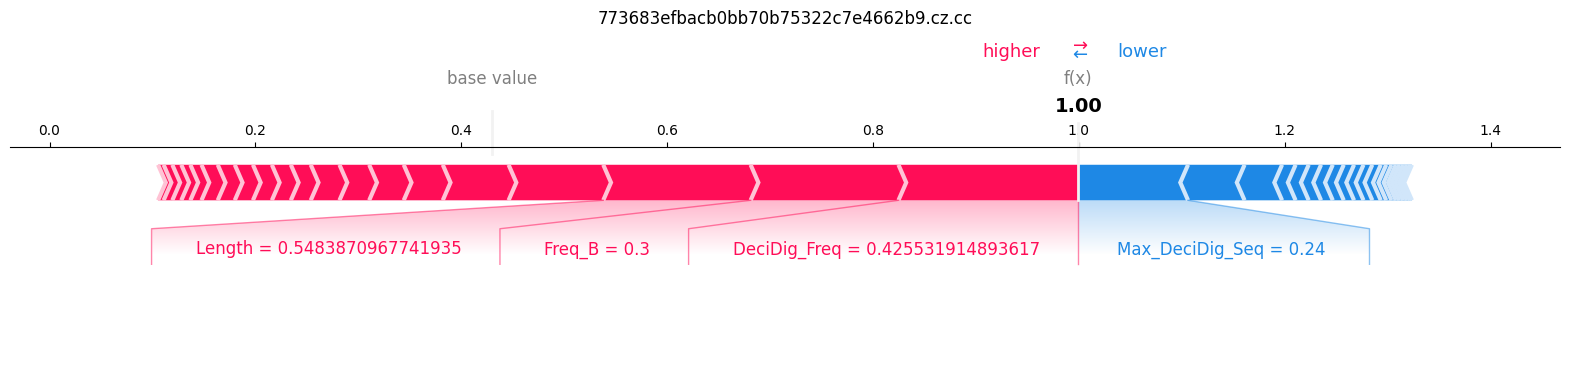 773683efbacb0bb70b75322c7e4662b9.cz.cc
higher ⇄ lower
base value f(x)
1.00
0.0 0.2 0.4 0.6 0.8 1.0 1.2 1.4
Length = 0.5483870967741935 Freq_B = 0.3 DeciDig_Freq = 0.425531914893617 Max_DeciDig_Seq = 0.24